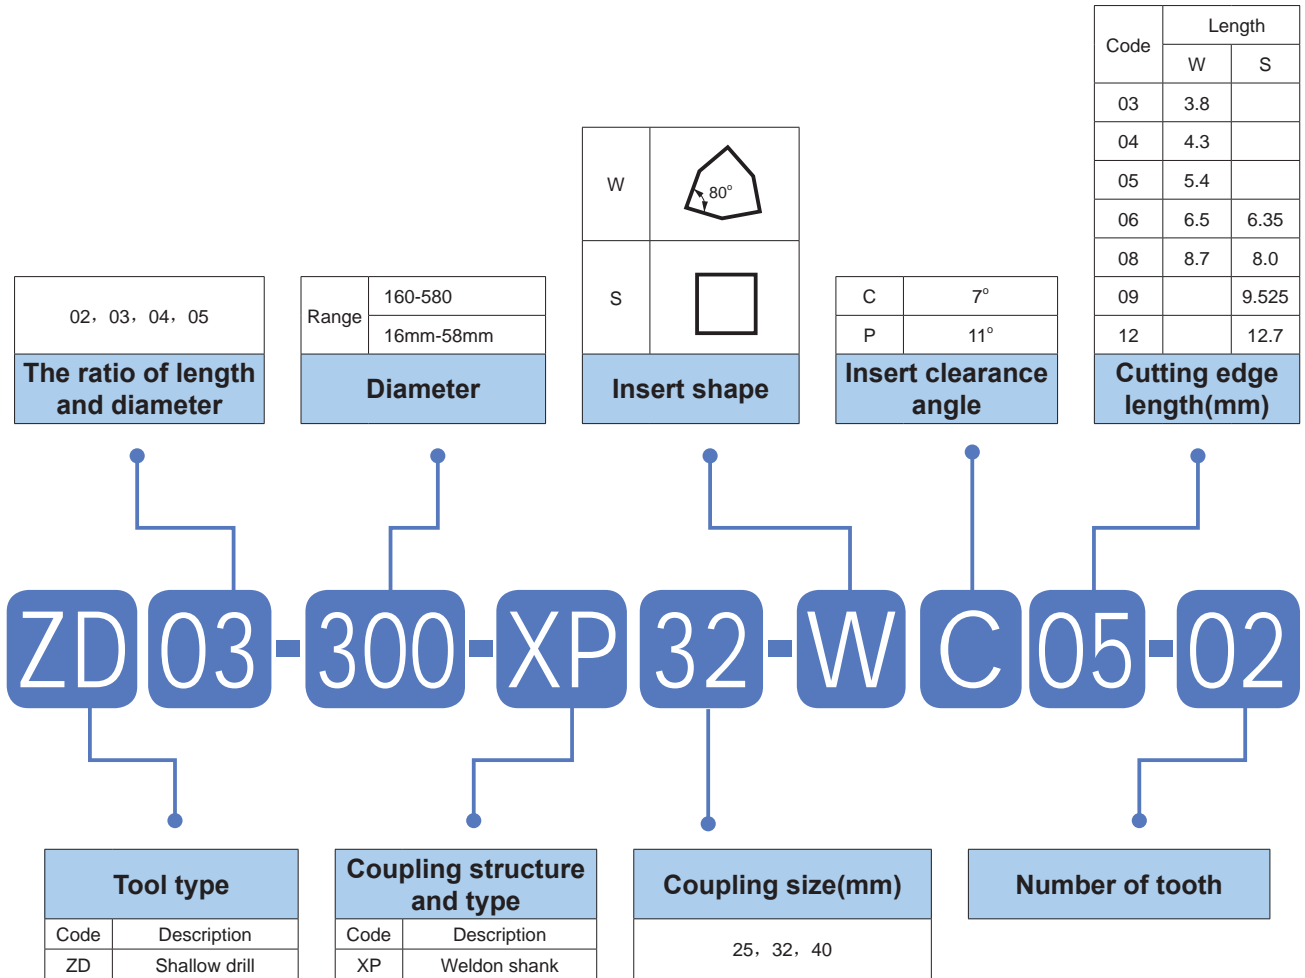 Code Length
W S
03 3.8
04 4.3
05 5.4
06 6.5 6.35
08 8.7 8.0
09 9.525
12 12.7
Cutting edge
length(mm)
W 80°
S
Insert shape
02，03，04，05
The ratio of length
and diameter
Range 160-580
16mm-58mm
Diameter
C 7°
P 11°
Insert clearance
angle
ZD 03 - 300 - XP 32 - W C 05 - 02
Tool type
Code Description
ZD Shallow drill
Coupling structure
and type
Code Description
XP Weldon shank
Coupling size(mm)
25，32，40
Number of tooth